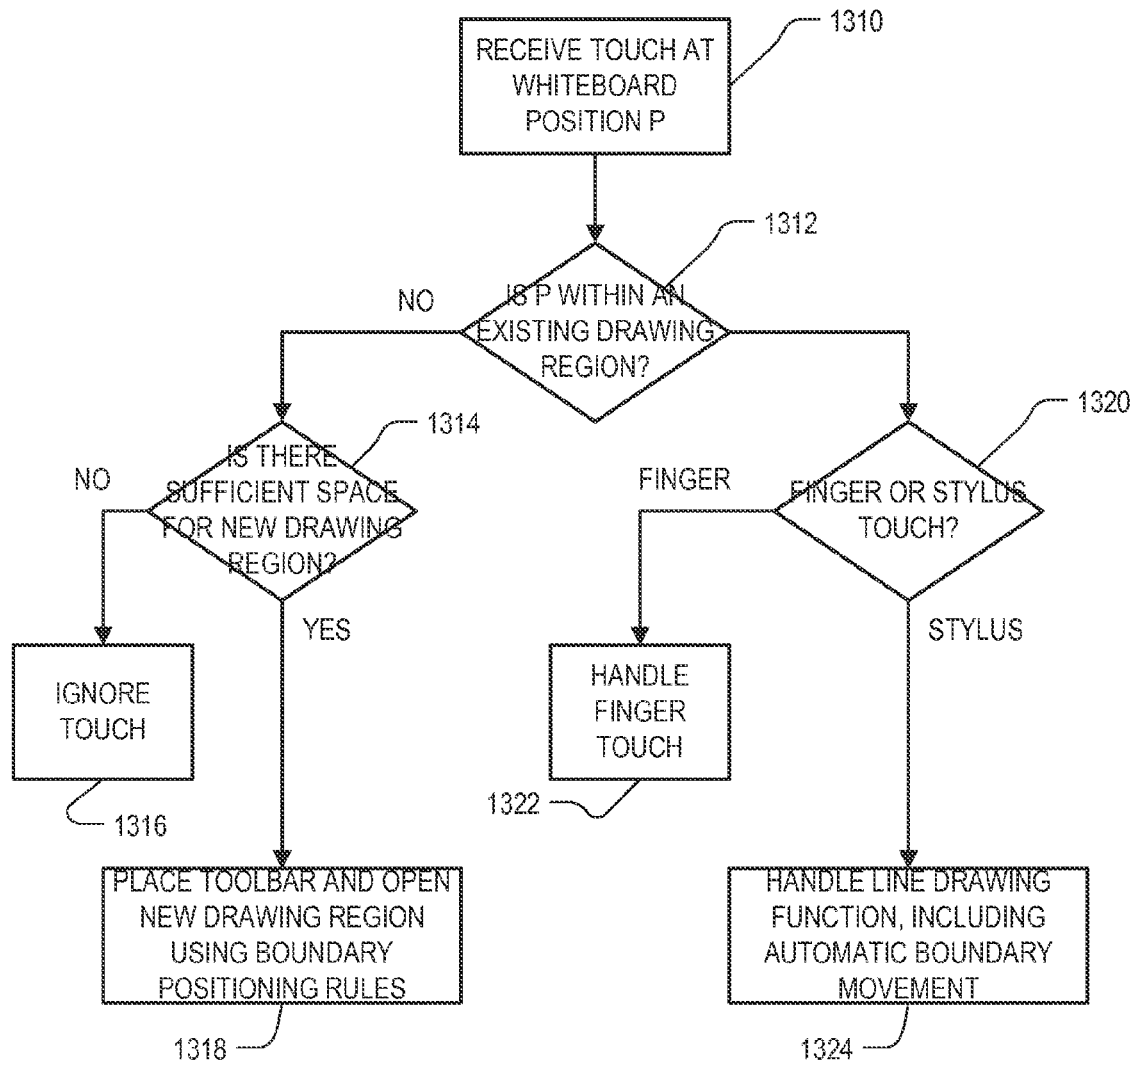 1310
RECEIVE TOUCH AT
WHITEBOARD
POSITION P
1312
NO
IS P WITHIN AN
EXISTING DRAWING
REGION?
1314
1320
NO
IS THERE
SUFFICIENT SPACE
FOR NEW DRAWING
REGION?
FINGER
FINGER OR STYLUS
TOUCH?
YES
STYLUS
IGNORE
TOUCH
HANDLE
FINGER
TOUCH
1316
1322
PLACE TOOLBAR AND OPEN
NEW DRAWING REGION
USING BOUNDARY
POSITIONING RULES
HANDLE LINE DRAWING
FUNCTION, INCLUDING
AUTOMATIC BOUNDARY
MOVEMENT
1318
1324